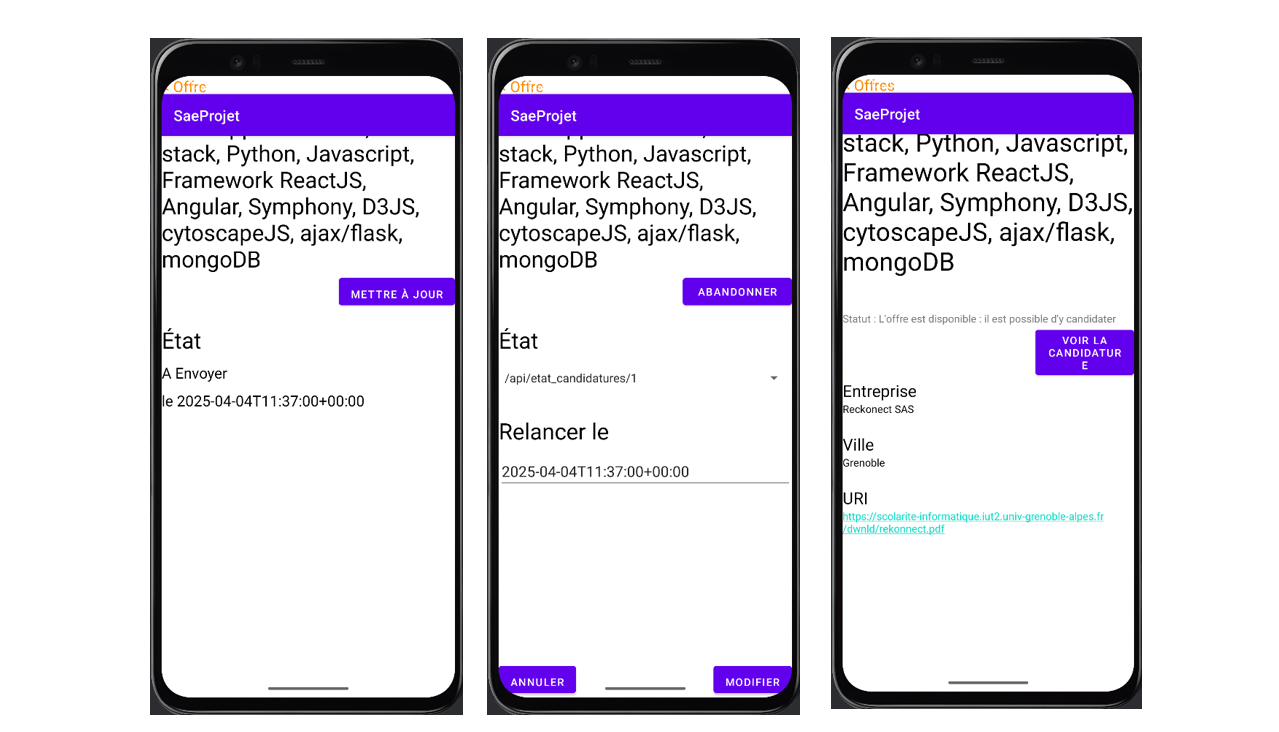 Offre
SaeProjet
stack, Python, Javascript,
Framework ReactJS,
Angular, Symphony, D3JS,
cytoscapeJS, ajax/flask,
mongoDB
METTRE À JOUR
État
A Envoyer
le 2025-04-04T11:37:00+00:00
Offre
SaeProjet
stack, Python, Javascript,
Framework ReactJS,
Angular, Symphony, D3JS,
cytoscapeJS, ajax/flask,
mongoDB
ABANDONNER
État
/api/etat_candidatures/1
Relancer le
2025-04-04T11:37:00+00:00
ANNULER MODIFIER
Offres
SaeProjet
stack, Python, Javascript,
Framework ReactJS,
Angular, Symphony, D3JS,
cytoscapeJS, ajax/flask,
mongoDB
Statut : L'offre est disponible : il est possible d'y candidater
VOIR LA
CANDIDATUR
E
Entreprise
Reckonect SAS
Ville
Grenoble
URI
https://scolarite-informatique.iut2.univ-grenoble-alpes.fr
/dwnld/rekonnect.pdf